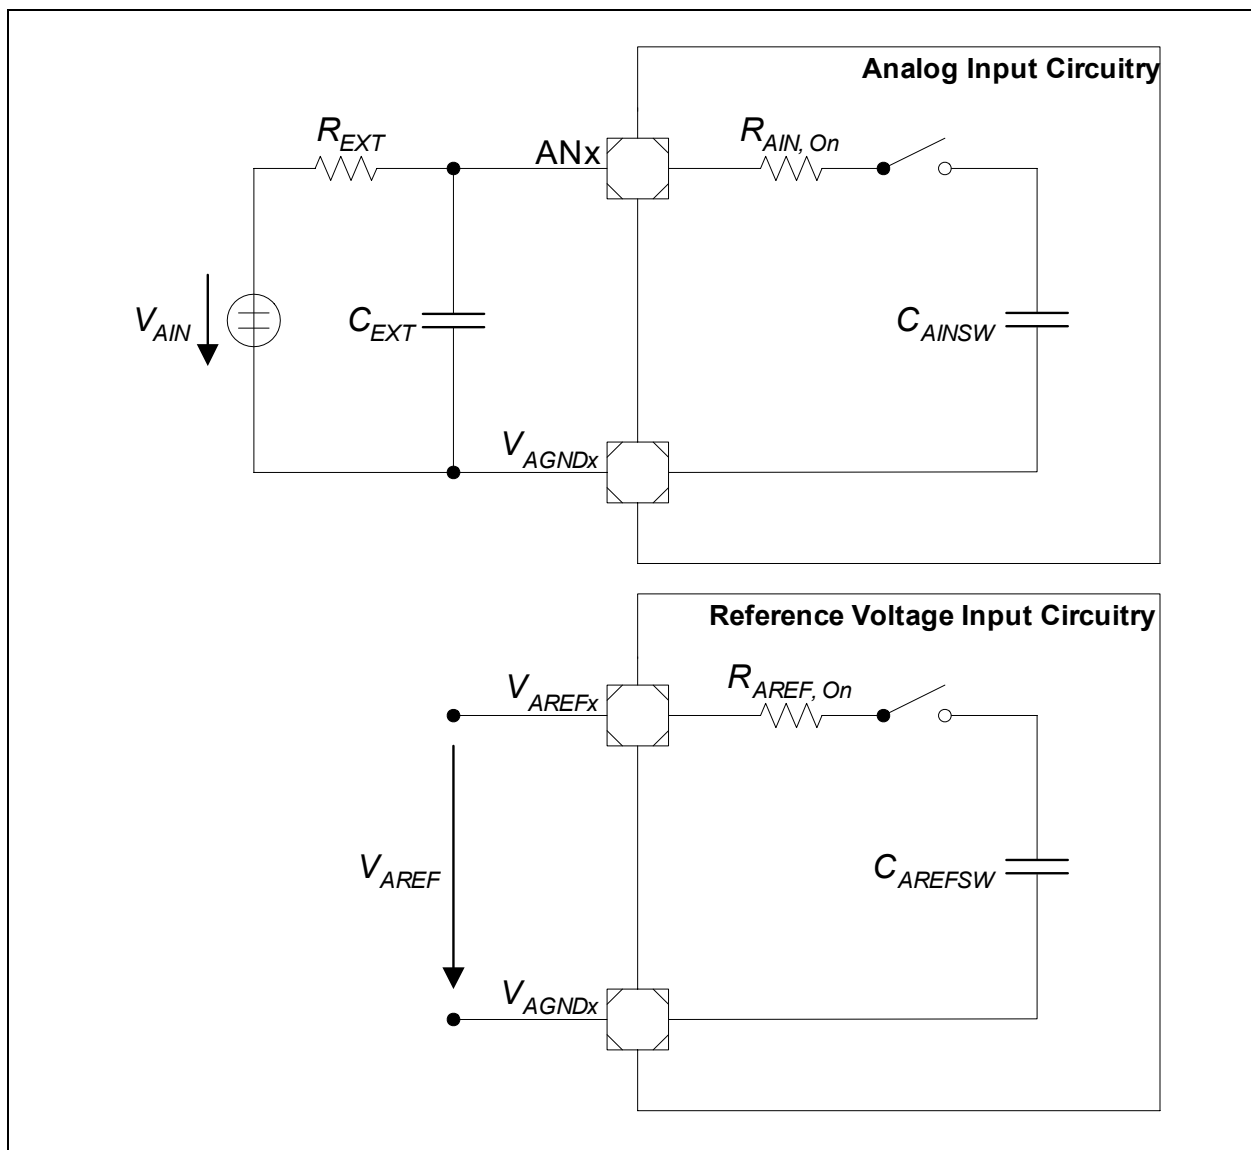 Analog Input Circuitry
R_EXT
ANx
R_AIN, On
V_AIN
C_EXT
C_AINSW
V_AGNDx
Reference Voltage Input Circuitry
V_AREFx
R_AREF, On
V_AREF
C_AREFSW
V_AGNDx